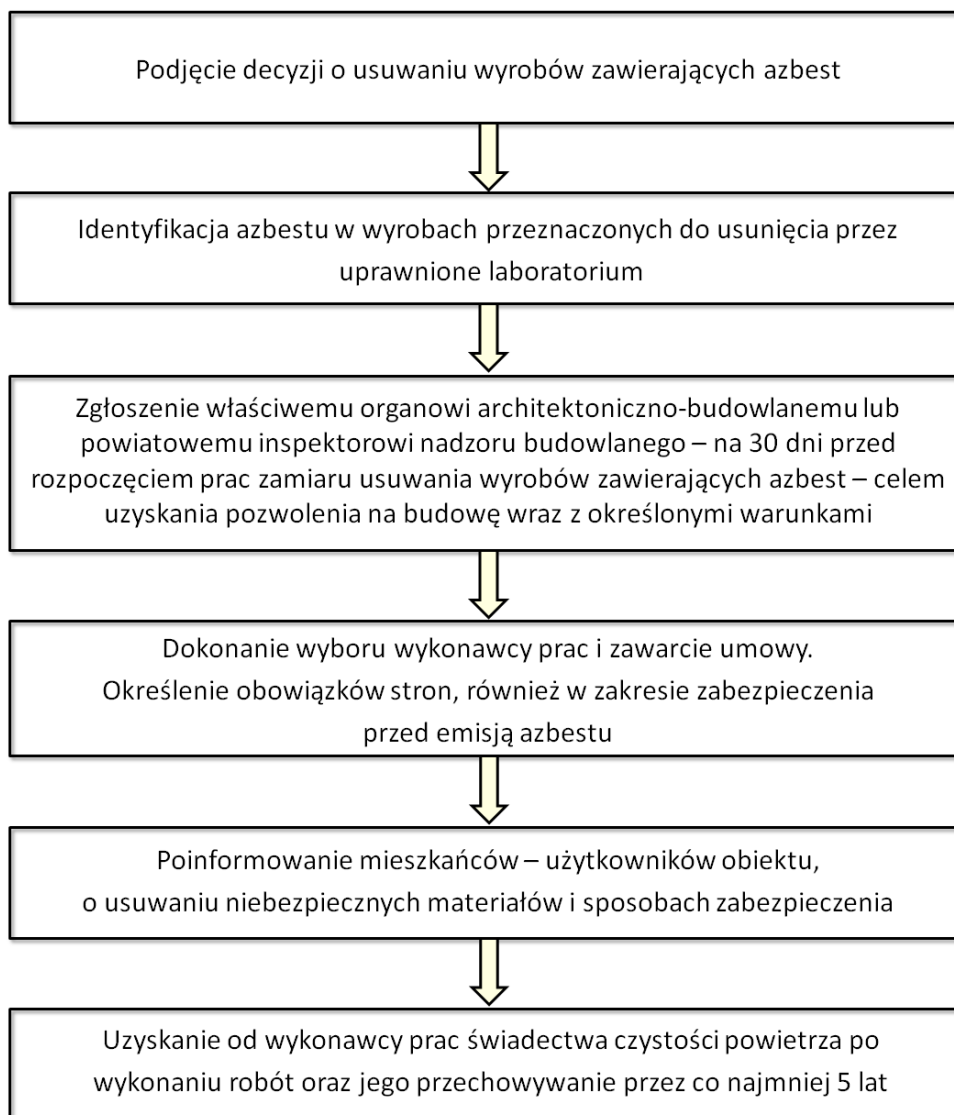 Podjęcie decyzji o usuwaniu wyrobów zawierających azbest
Identyfikacja azbestu w wyrobach przeznaczonych do usunięcia przez
uprawnione laboratorium
Zgłoszenie właściwemu organowi architektoniczno-budowlanemu lub
powiatowemu inspektorowi nadzoru budowlanego – na 30 dni przed
rozpoczęciem prac zamiaru usuwania wyrobów zawierających azbest – celem
uzyskania pozwolenia na budowę wraz z określonymi warunkami
Dokonanie wyboru wykonawcy prac i zawarcie umowy.
Określenie obowiązków stron, również w zakresie zabezpieczenia
przed emisją azbestu
Poinformowanie mieszkańców – użytkowników obiektu,
o usuwaniu niebezpiecznych materiałów i sposobach zabezpieczenia
Uzyskanie od wykonawcy prac świadectwa czystości powietrza po
wykonaniu robót oraz jego przechowywanie przez co najmniej 5 lat